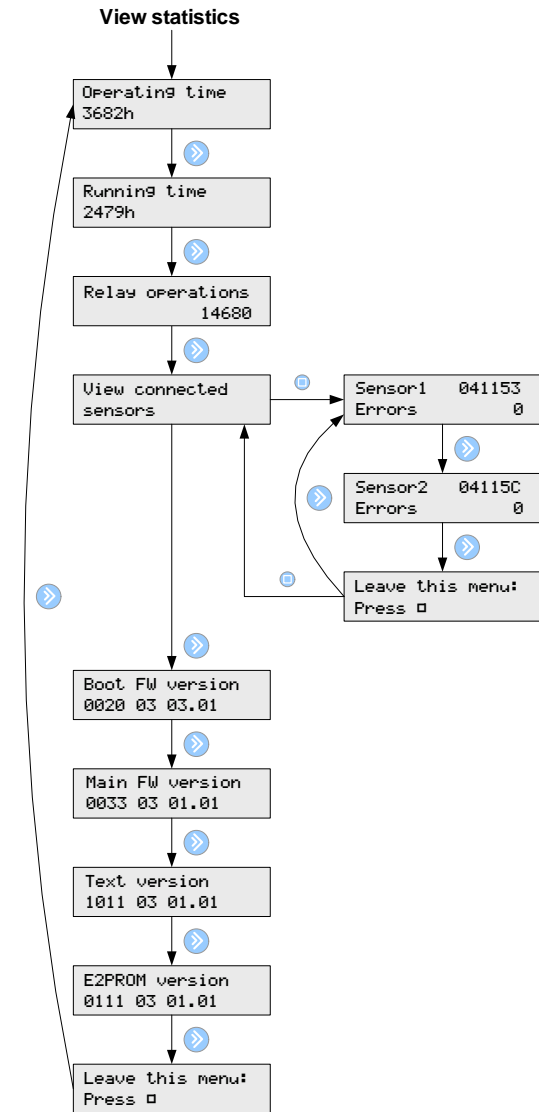 View statistics
Operating time
3682h
Running time
2479h
Relay operations
14680
View connected
sensors
Sensor1 041153
Errors 0
Sensor2 04115C
Errors 0
Leave this menu:
Press □
Boot FW version
0020 03 03.01
Main FW version
0033 03 01.01
Text version
1011 03 01.01
E2PROM version
0111 03 01.01
Leave this menu:
Press □